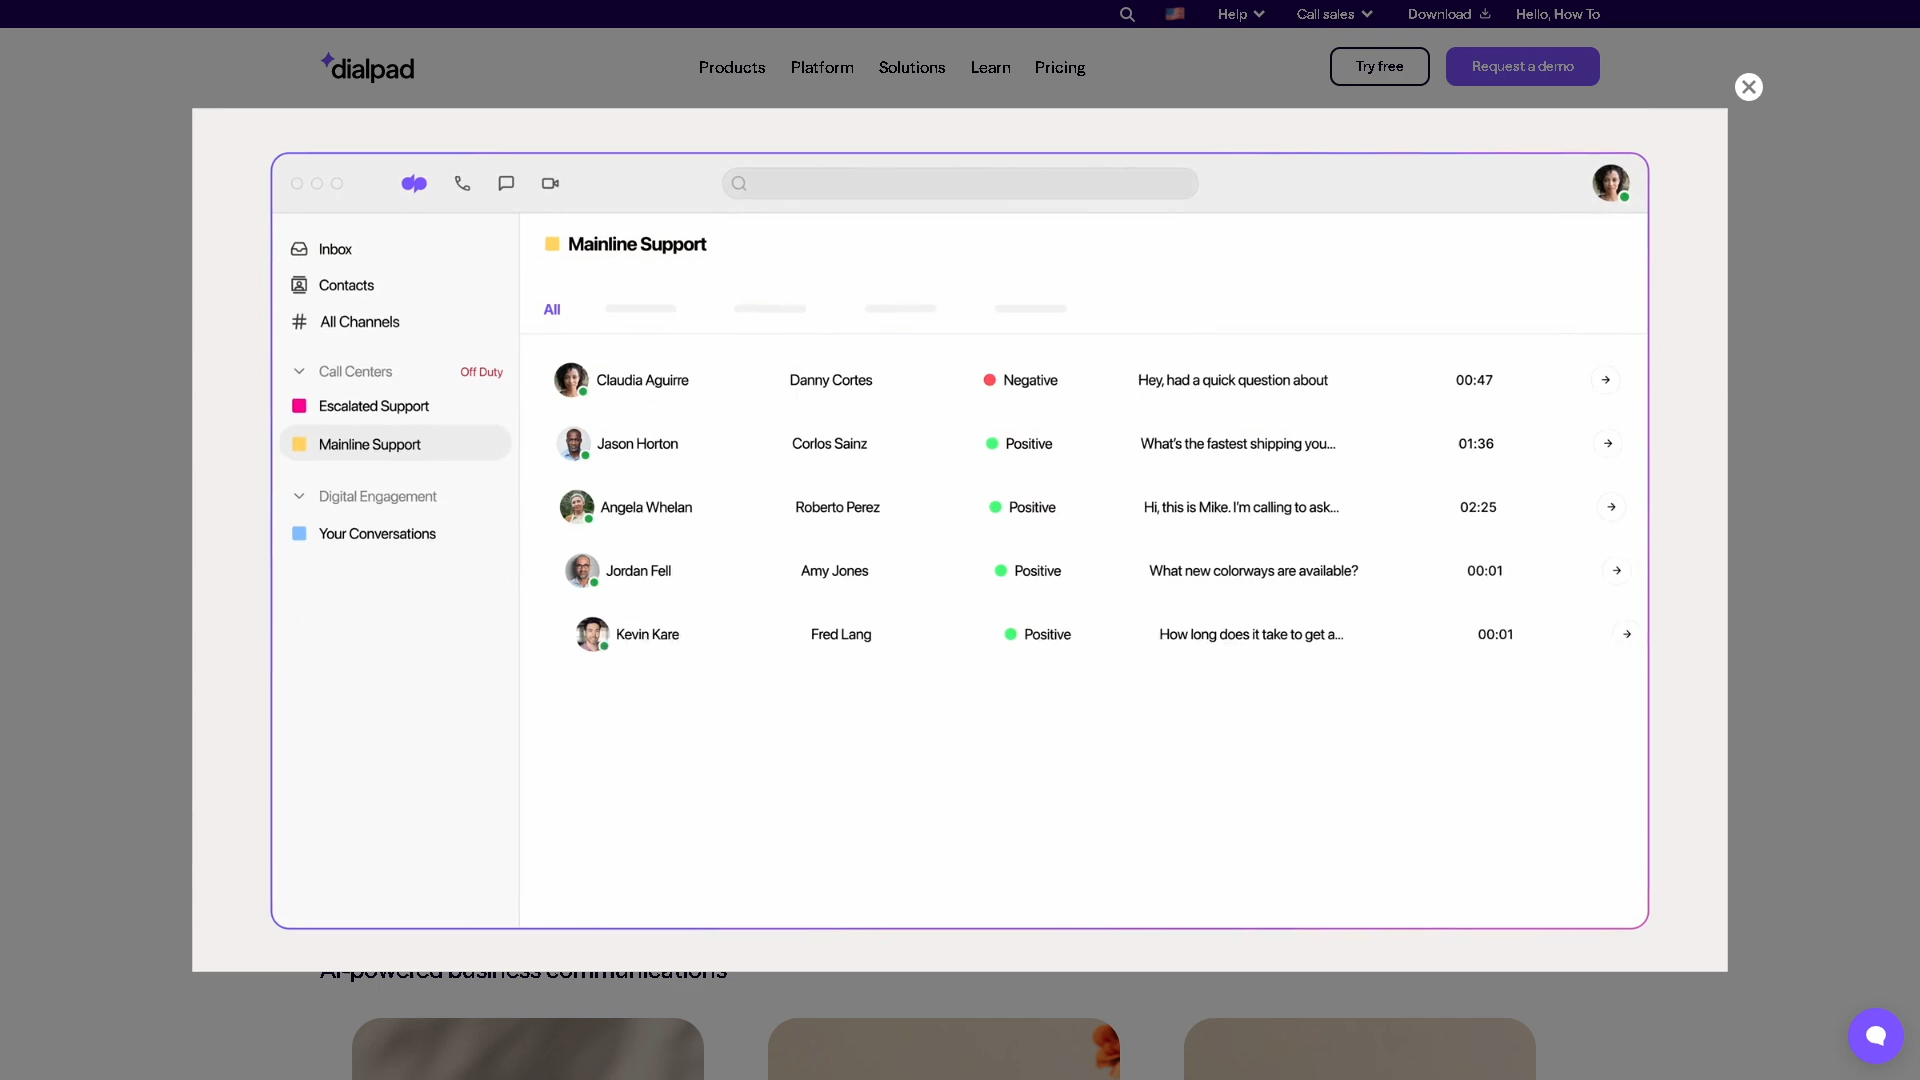 Help
Call sales
Download
Hello, How To
dialpad
Products
Platform
Solutions
Learn
Pricing
Try free
Request a demo
Inbox
Contacts
All Channels
Call Centers
Off Duty
Escalated Support
Mainline Support
Digital Engagement
Your Conversations
Mainline Support
All
Claudia Aguirre Danny Cortes Negative Hey, had a quick question about 00:47
Jason Horton Corlos Sainz Positive What's the fastest shipping you... 01:36
Angela Whelan Roberto Perez Positive Hi, this is Mike. I'm calling to ask... 02:25
Jordan Fell Amy Jones Positive What new colorways are available? 00:01
Kevin Kare Fred Lang Positive How long does it take to get a... 00:01
AI-powered business communications